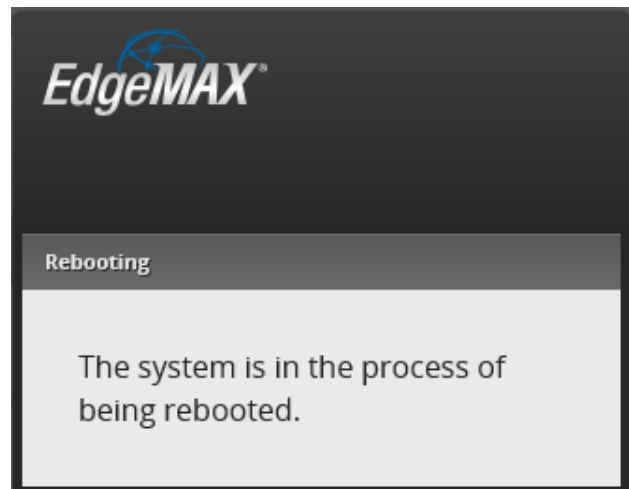 EdgeMAX®
Rebooting
The system is in the process of
being rebooted.